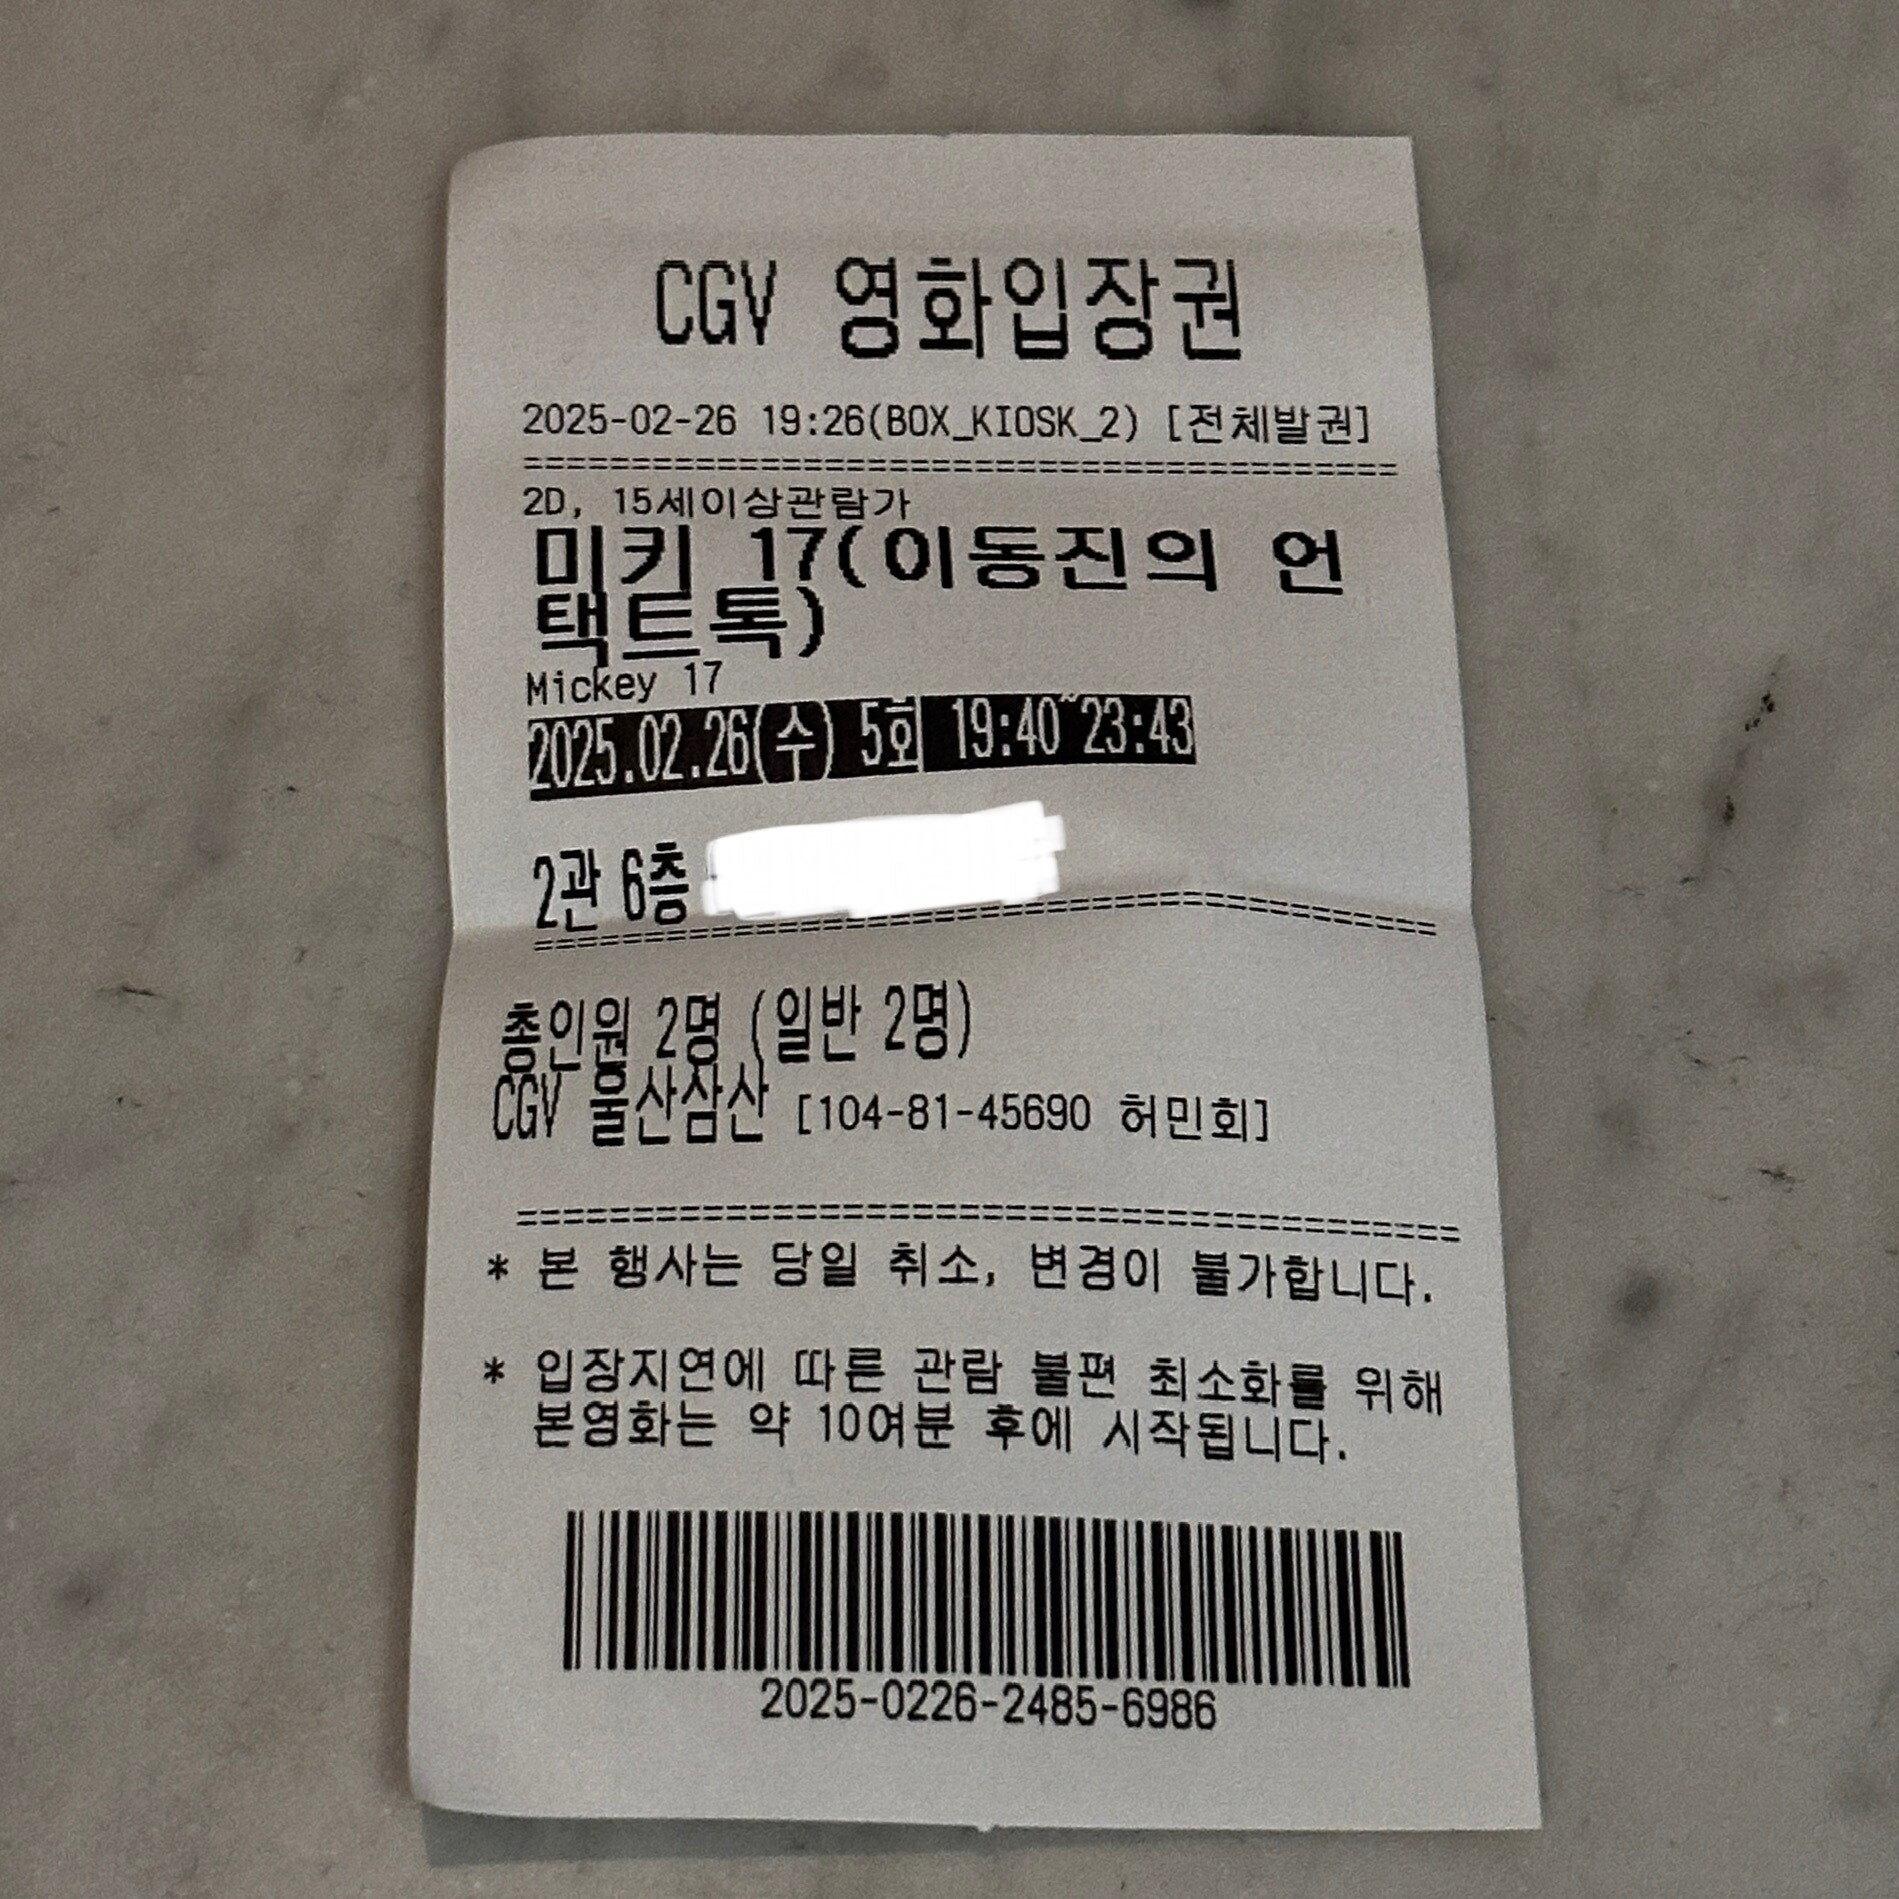 CGV 영화입장권
2025-02-26 19:26(BOX_KIOSK_2) [전체발권]
=========================================
2D, 15세이상관람가
미키 17(이동진의 언
택트톡)
Mickey 17
2025.02.26(수) 5회 19:40~23:43
2관 6층
=========================================
총인원 2명 (일반 2명)
CGV 울산삼산 [104-81-45690 허민회]
=========================================
* 본 행사는 당일 취소, 변경이 불가합니다.
* 입장지연에 따른 관람 불편 최소화를 위해
본영화는 약 10여분 후에 시작됩니다.
2025-0226-2485-6986